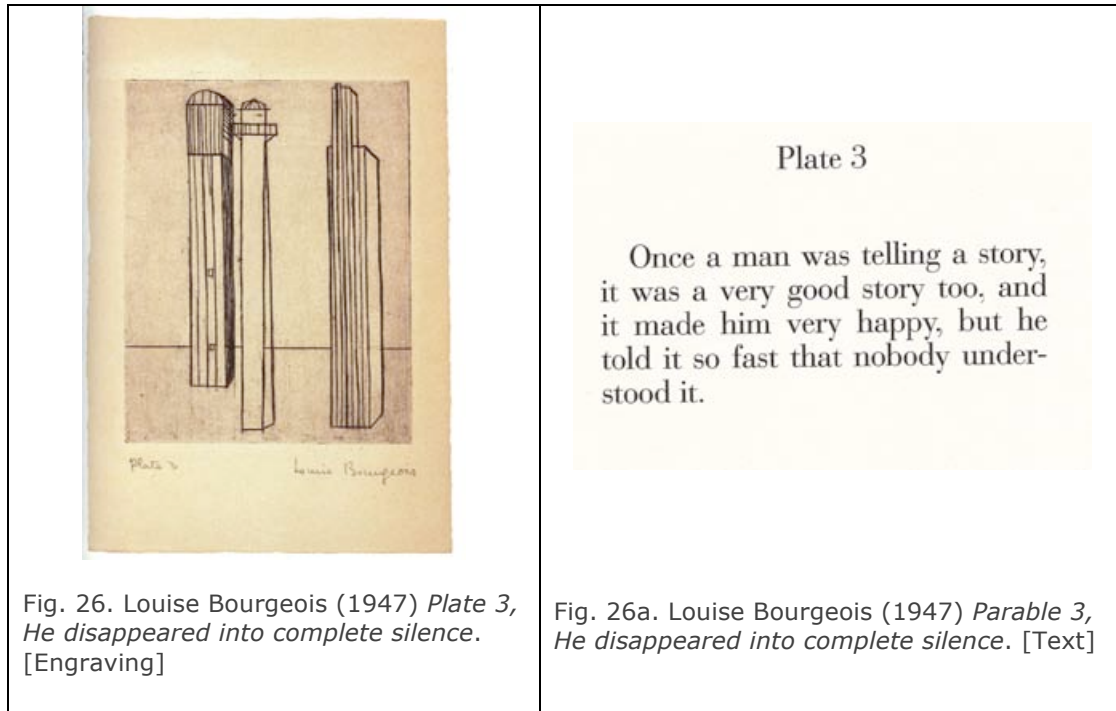 Plate 3
Louise Bourgeois
Fig. 26. Louise Bourgeois (1947) Plate 3,
He disappeared into complete silence.
[Engraving]
Plate 3
Once a man was telling a story,
it was a very good story too, and
it made him very happy, but he
told it so fast that nobody under-
stood it.
Fig. 26a. Louise Bourgeois (1947) Parable 3,
He disappeared into complete silence. [Text]